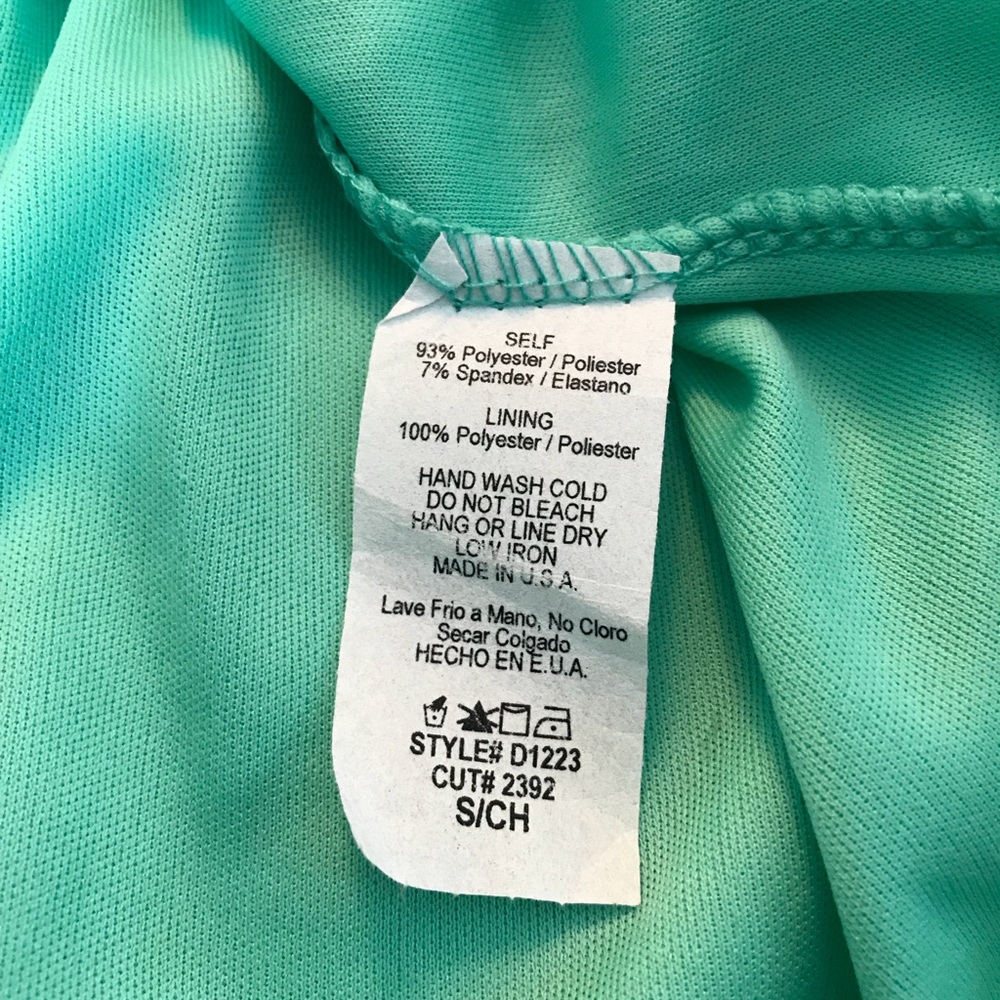 SELF
93% Polyester / Poliester
7% Spandex / Elastano
LINING
100% Polyester / Poliester
HAND WASH COLD
DO NOT BLEACH
HANG OR LINE DRY
LOW IRON
MADE IN U.S.A.
Lave Frio a Mano, No Cloro
Secar Colgado
HECHO EN E.U.A.
STYLE# D1223
CUT# 2392
S/CH